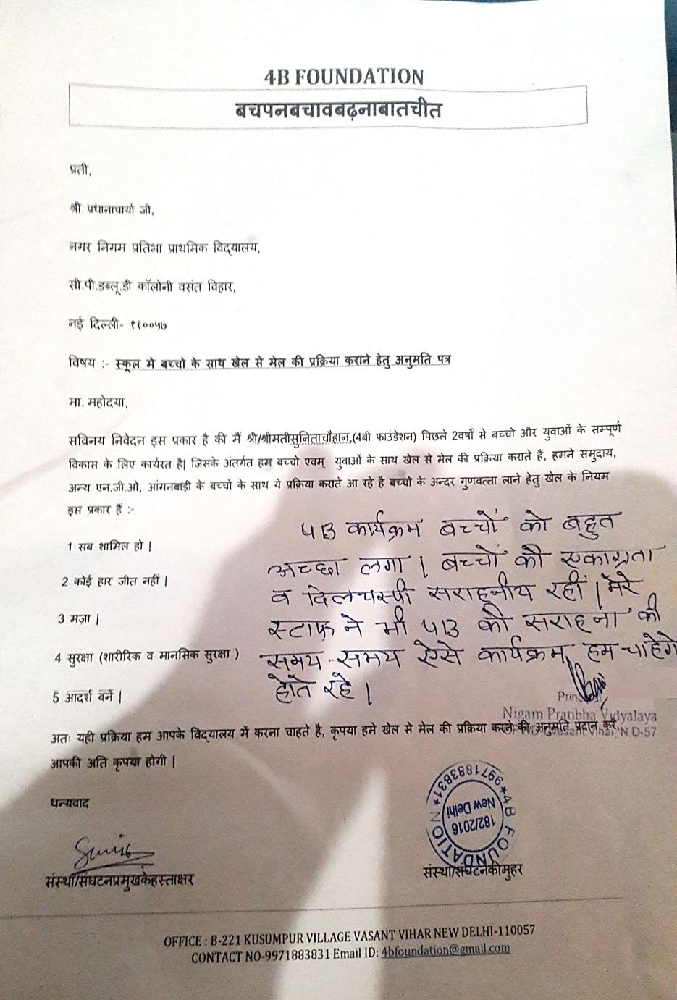 4B FOUNDATION
बचपनबचावबढ़नाबातचीत
प्रती,
श्री प्रधानाचार्या जी,
नगर निगम प्रतिभा प्राथमिक विद्यालय,
सी.पी.डब्लू.डी कॉलोनी वसंत विहार,
नई दिल्ली- ११००५७
विषय :- स्कूल मे बच्चो के साथ खेल से मेल की प्रक्रिया कराने हेतु अनुमति पत्र
मा. महोदया,
सविनय निवेदन इस प्रकार है की मैं श्री/श्रीमतीसुनिताचौहान,(4बी फाउंडेशन) पिछले 2वर्षो से बच्चो और युवाओं के सम्पूर्ण
विकास के लिए कार्यरत है| जिसके अंतर्गत हम बच्चो एवम् युवाओं के साथ खेल से मेल की प्रक्रिया कराते हैं, हमने समुदाय,
अन्य एन.जी.ओ, आंगनबाड़ी के बच्चो के साथ ये प्रक्रिया कराते आ रहे है बच्चो के अन्दर गुणवत्ता लाने हेतु खेल के नियम
इस प्रकार हैं :-
1 सब शामिल हो |
2 कोई हार जीत नहीं |
3 मज़ा |
4 सुरक्षा (शारीरिक व मानसिक सुरक्षा )
5 आदर्श बनें |
4B कार्यक्रम बच्चों को बहुत
अच्छा लगा | बच्चों की एकाग्रता
व दिलचस्पी सराहनीय रहीं | मेरे
स्टाफ़ ने भी 4B की सराहना की
समय-समय ऐसे कार्यक्रम हम चाहेगे
होते रहे |
Nigam Pratibha Vidyalaya
Vihar, N.D-57
अतः यही प्रक्रिया हम आपके विद्यालय में करना चाहते है, कृपया हमे खेल से मेल की प्रक्रिया करने की अनुमति प्रदान करें,
आपकी अति कृपया होगी |
धन्यवाद
4B FOUNDATION
9971883831
182/2016
New Delhi
संस्था/संघटनप्रमुखकेहस्ताक्षर
संस्था/संघटनकीमुहर
OFFICE : B-221 KUSUMPUR VILLAGE VASANT VIHAR NEW DELHI-110057
CONTACT NO-9971883831 Email ID: 4bfoundation@gmail.com